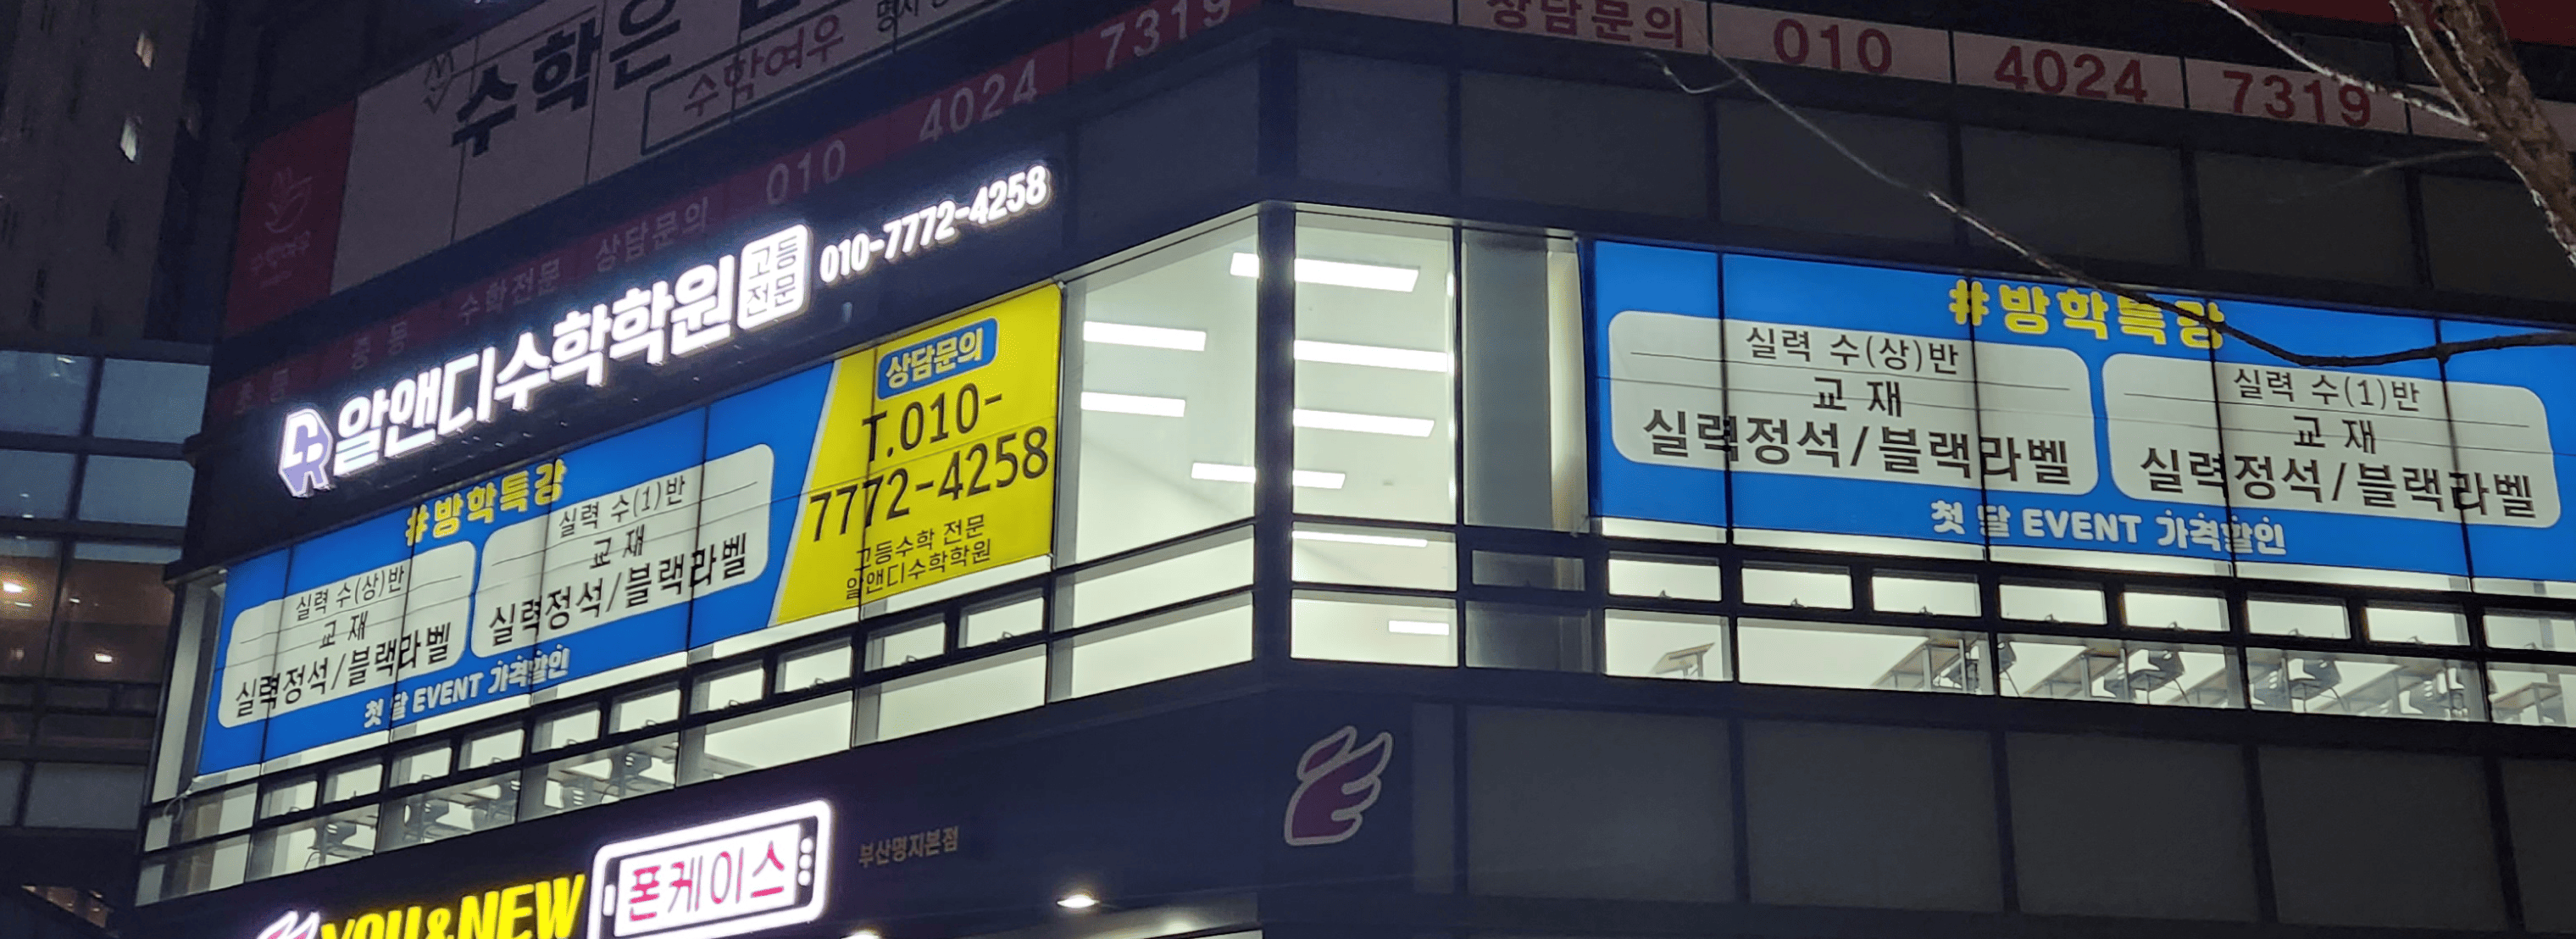 수학은
수학여우
상담문의 010 4024 7319
수학전문 상담문의 010 4024 7319
알앤디수학학원 고등전문 010-7772-4258
#방학특강
실력 수(상)반
교 재
실력정석/블랙라벨
실력 수(1)반
교 재
실력정석/블랙라벨
첫 달 EVENT 가격할인
상담문의
T.010-
7772-4258
고등수학 전문
알앤디수학학원
#방학특강
실력 수(상)반
교 재
실력정석/블랙라벨
실력 수(1)반
교 재
실력정석/블랙라벨
첫 달 EVENT 가격할인
YOU&NEW 폰케이스
부산명지본점